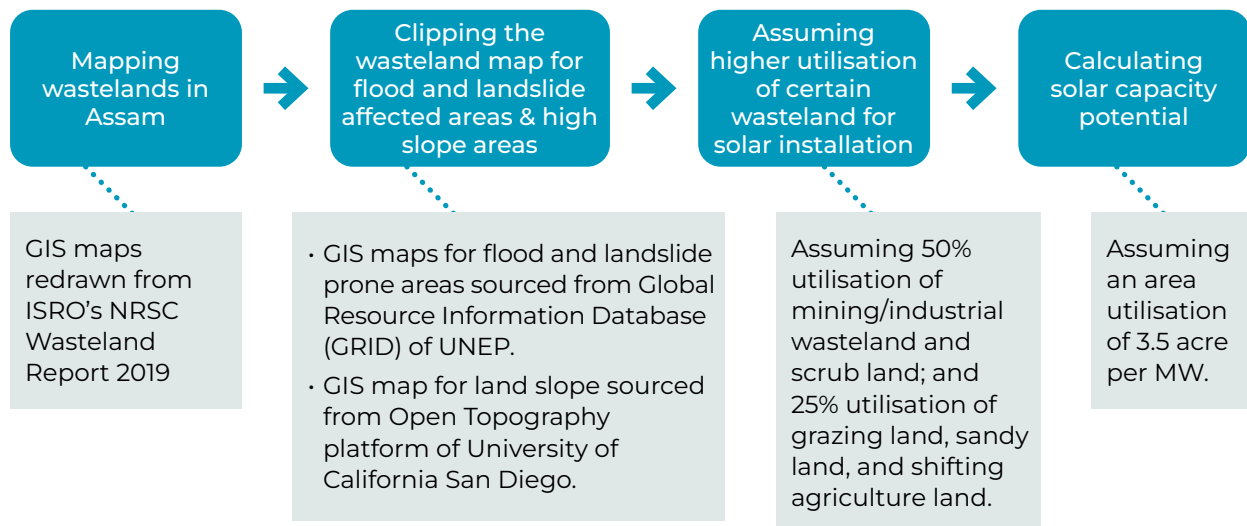 Mapping
wastelands in
Assam
Clipping the
wasteland map for
flood and landslide
affected areas & high
slope areas
Assuming
higher utilisation
of certain
wasteland for
solar installation
Calculating
solar capacity
potential
GIS maps
redrawn from
ISRO’s NRSC
Wasteland
Report 2019
· GIS maps for flood and landslide
prone areas sourced from Global
Resource Information Database
(GRID) of UNEP.
· GIS map for land slope sourced
from Open Topography
platform of University of
California San Diego.
Assuming 50%
utilisation of
mining/industrial
wasteland and
scrub land; and
25% utilisation of
grazing land, sandy
land, and shifting
agriculture land.
Assuming
an area
utilisation
of 3.5 acre
per MW.